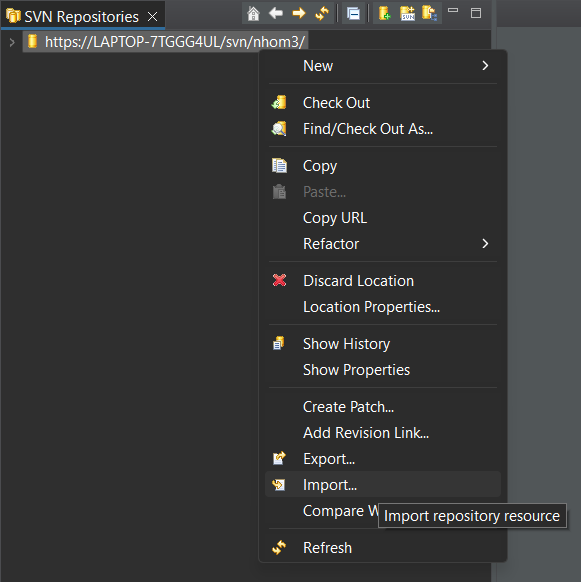 SVN Repositories
https://LAPTOP-7TGGG4UL/svn/nhom3/
New
Check Out
Find/Check Out As...
Copy
Paste...
Copy URL
Refactor
Discard Location
Location Properties...
Show History
Show Properties
Create Patch...
Add Revision Link...
Export...
Import...
Compare W
Import repository resource
Refresh